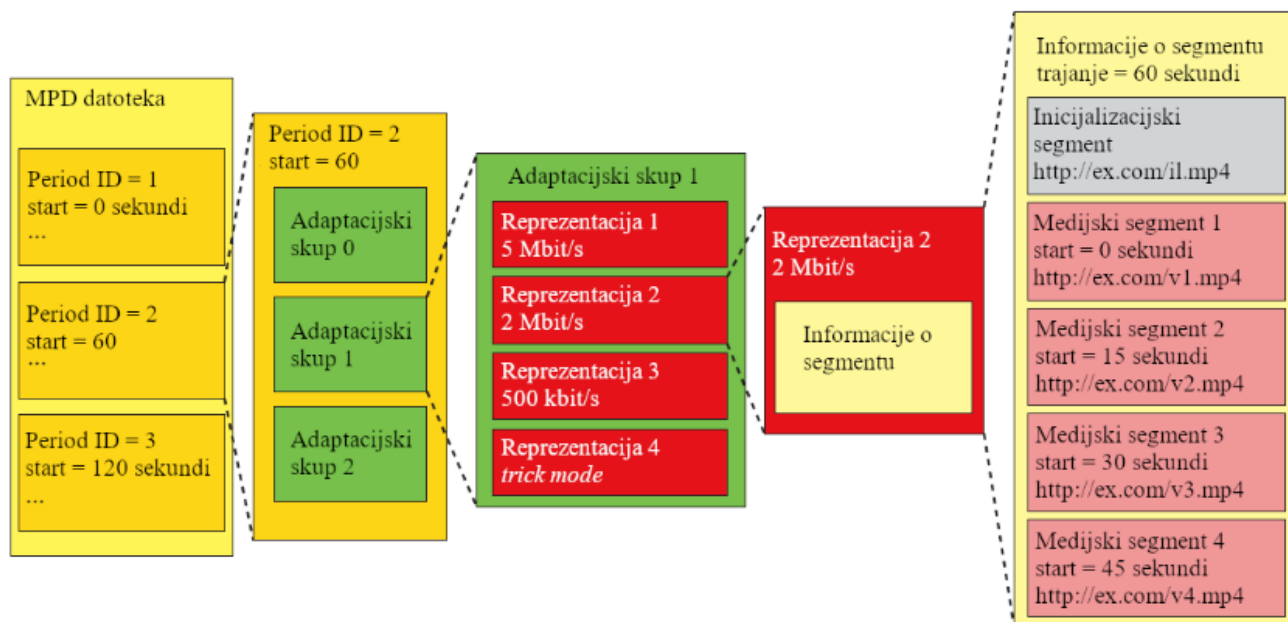 MPD datoteka
Period ID = 1
start = 0 sekundi
...
Period ID = 2
start = 60
...
Period ID = 3
start = 120 sekundi
...
Period ID = 2
start = 60
Adaptacijski
skup 0
Adaptacijski
skup 1
Adaptacijski
skup 2
Adaptacijski skup 1
Reprezentacija 1
5 Mbit/s
Reprezentacija 2
2 Mbit/s
Reprezentacija 3
500 kbit/s
Reprezentacija 4
trick mode
Reprezentacija 2
2 Mbit/s
Informacije o
segmentu
Informacije o segmentu
trajanje = 60 sekundi
Inicijalizacijski
segment
http://ex.com/il.mp4
Medijski segment 1
start = 0 sekundi
http://ex.com/v1.mp4
Medijski segment 2
start = 15 sekundi
http://ex.com/v2.mp4
Medijski segment 3
start = 30 sekundi
http://ex.com/v3.mp4
Medijski segment 4
start = 45 sekundi
http://ex.com/v4.mp4